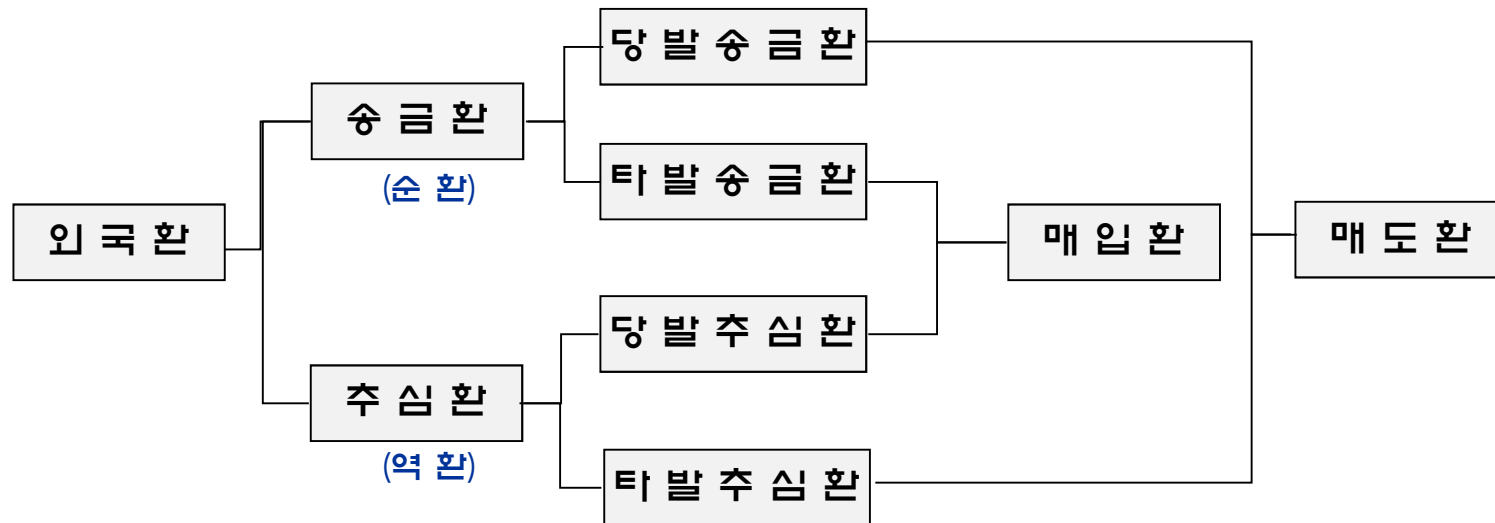 당 발 송 금 환
송 금 환
(순 환)
타 발 송 금 환
외 국 환
매 입 환
매 도 환
당 발 추 심 환
추 심 환
(역 환)
타 발 추 심 환